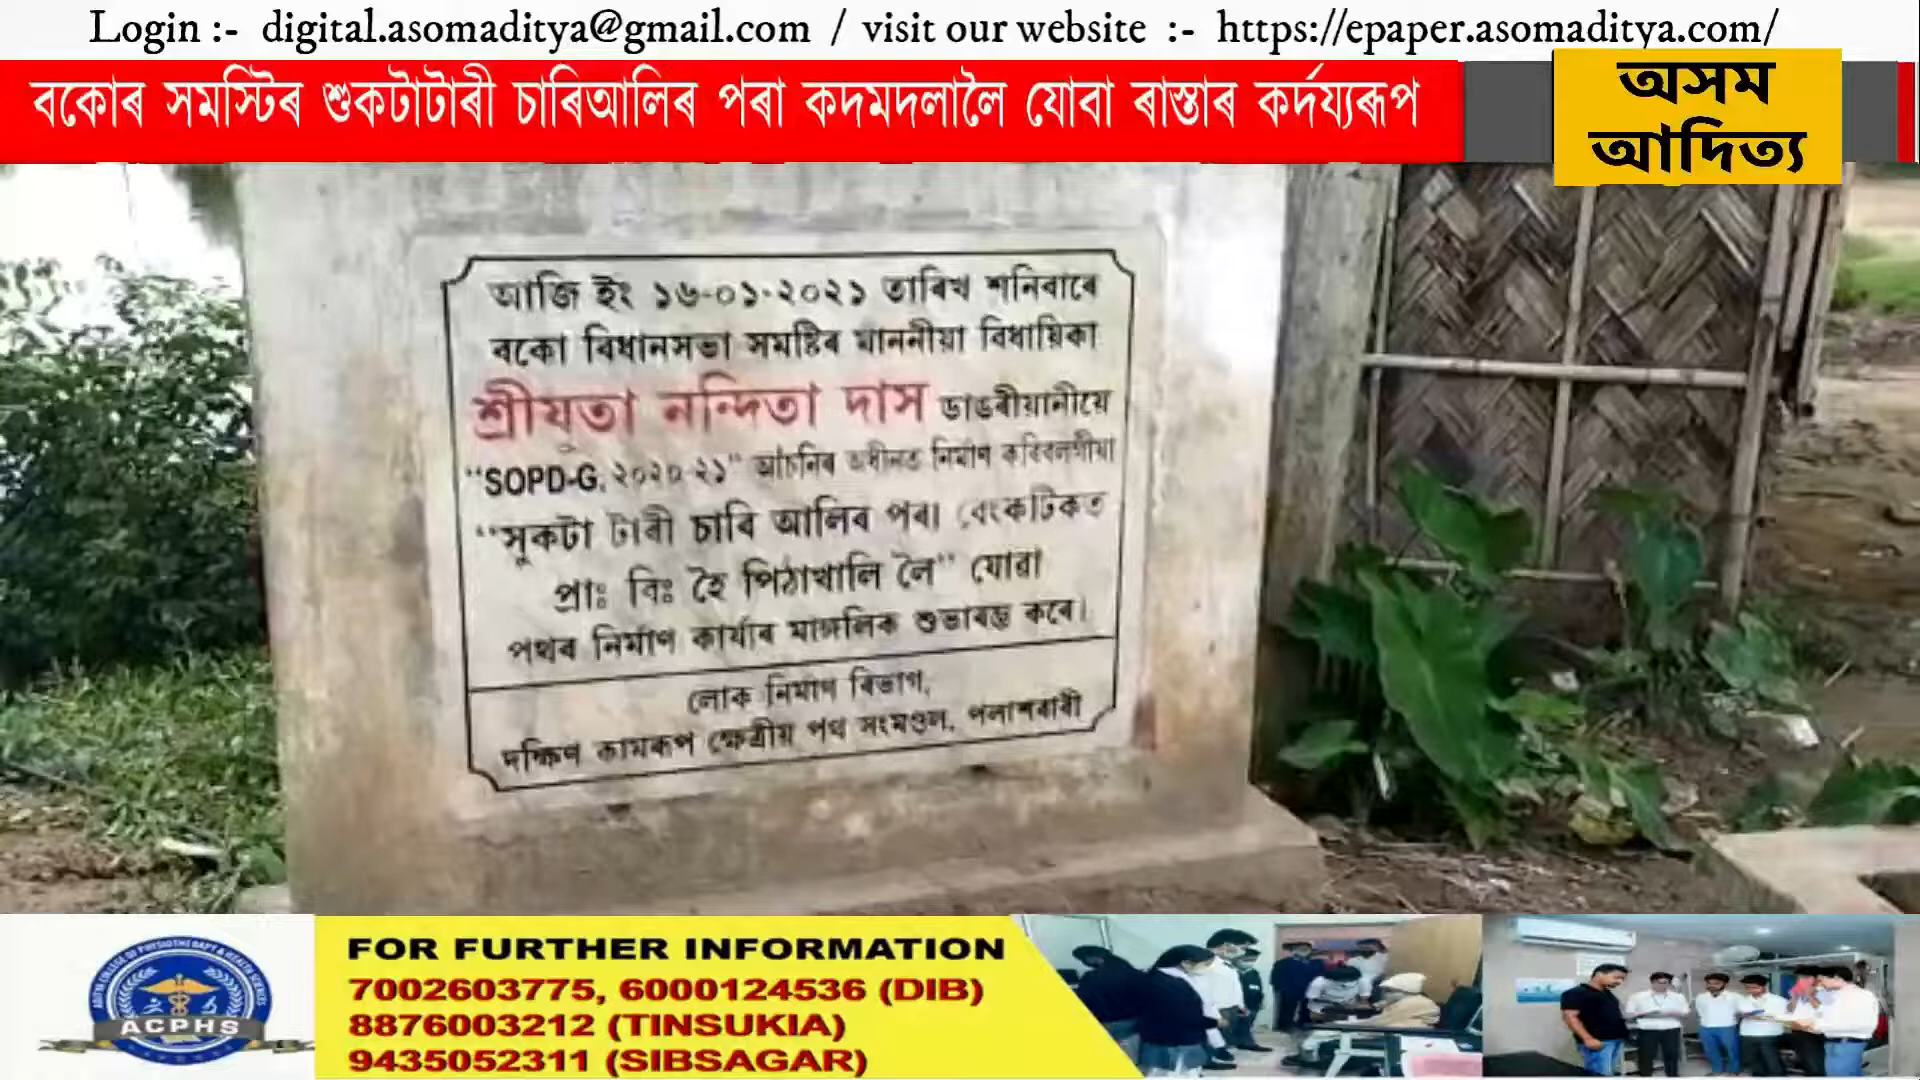 Login :- digital.asomaditya@gmail.com / visit our website :- https://epaper.asomaditya.com/
বকোৰ সমস্টিৰ শুকটাটাৰী চাৰিআলিৰ পৰা কদমদলালৈ যোৱা ৰাস্তাৰ কৰ্দয্যৰূপ
অসম
আদিত্য
আজি ইং ১৬-০১-২০২১ তাৰিখ শনিবাৰে
বকো বিধানসভা সমষ্টিৰ মাননীয়া বিধায়িকা
শ্ৰীযুতা নন্দিতা দাস ডাঙৰীয়ানীয়ে
"SOPD-G, ২০২০-২১" আঁচনিৰ অধীনত নিৰ্মাণ কৰিবলগীয়া
"সুকটা টাৰী চাৰি আলিৰ পৰা বেংকটিকত
প্ৰাঃ বিঃ হৈ পিঠাখালি লৈ" যোৱা
পথৰ নিৰ্মাণ কাৰ্যাৰ মাঙ্গলিক শুভাৰম্ভ কৰে।
লোক নিৰ্মাণ বিভাগ,
দক্ষিণ কামৰূপ ক্ষেত্ৰীয় পথ সংমণ্ডল, পলাশবাৰী
ACPHS
FOR FURTHER INFORMATION
7002603775, 6000124536 (DIB)
8876003212 (TINSUKIA)
9435052311 (SIBSAGAR)